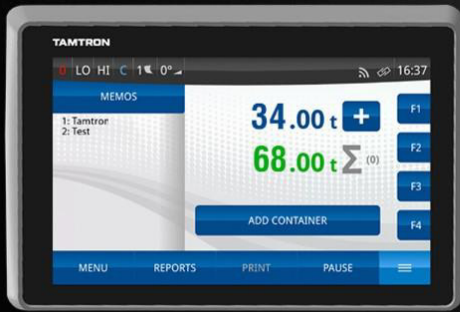 TAMTRON
0 LO HI C 1 0° 16:37
MEMOS
1: Tamtron
2: Test
34.00 t +
68.00 t Σ (0)
ADD CONTAINER
F1
F2
F3
F4
MENU REPORTS PRINT PAUSE